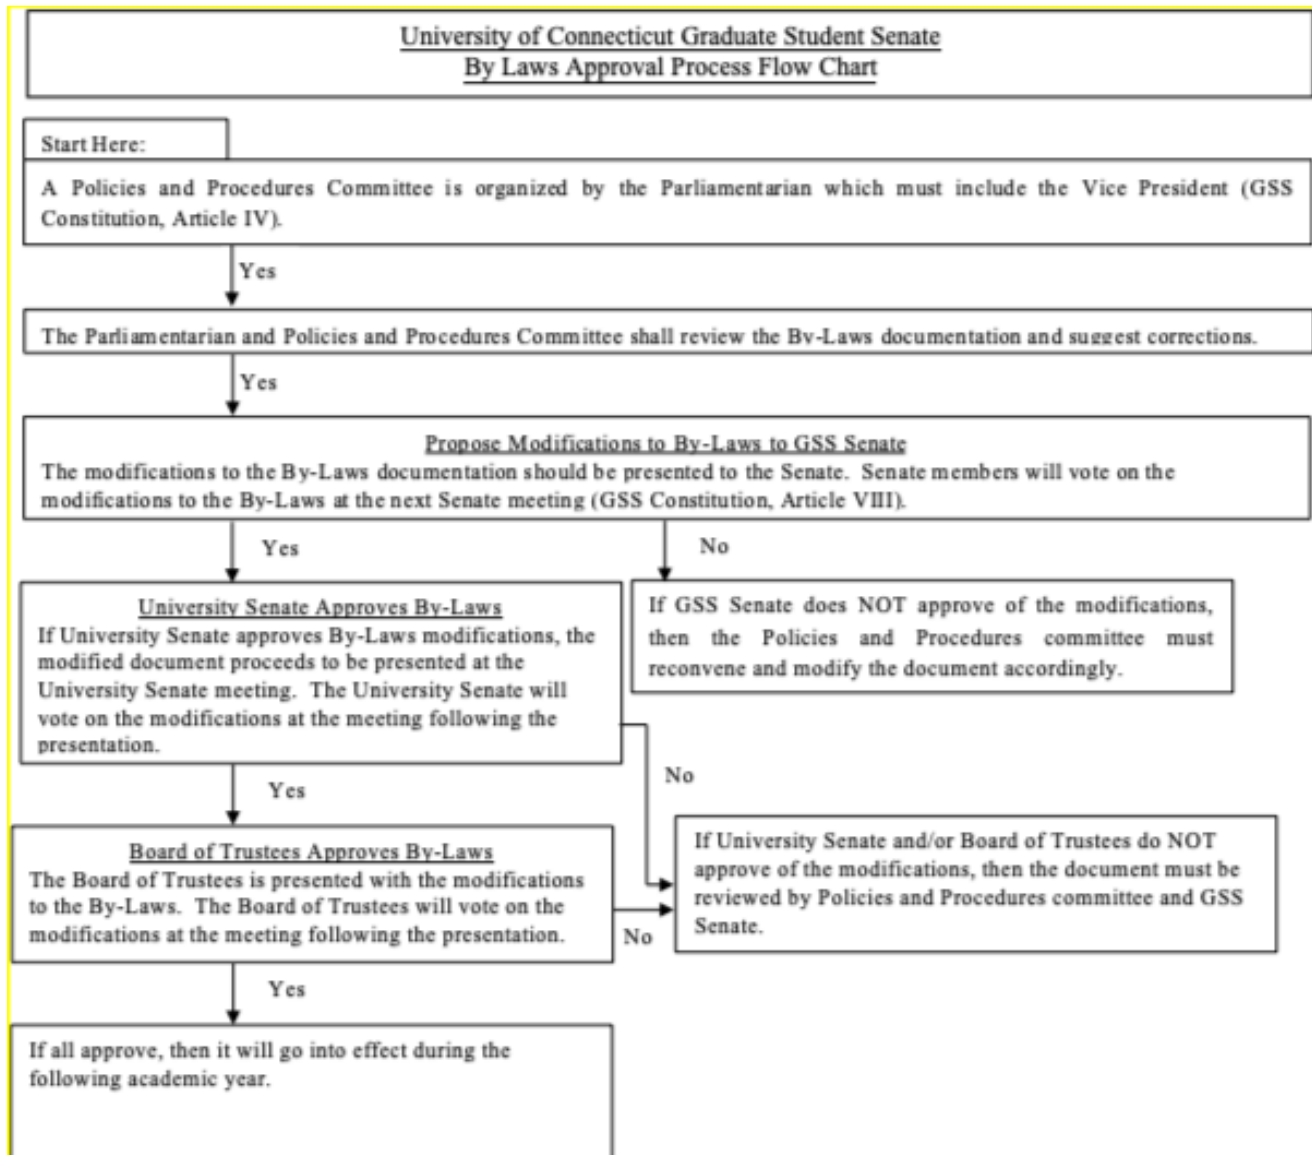 University of Connecticut Graduate Student Senate
By Laws Approval Process Flow Chart
Start Here:
A Policies and Procedures Committee is organized by the Parliamentarian which must include the Vice President (GSS
Constitution, Article IV).
Yes
The Parliamentarian and Policies and Procedures Committee shall review the By-Laws documentation and suggest corrections.
Yes
Propose Modifications to By-Laws to GSS Senate
The modifications to the By-Laws documentation should be presented to the Senate. Senate members will vote on the
modifications to the By-Laws at the next Senate meeting (GSS Constitution, Article VIII).
Yes
No
University Senate Approves By-Laws
If University Senate approves By-Laws modifications, the
modified document proceeds to be presented at the
University Senate meeting. The University Senate will
vote on the modifications at the meeting following the
presentation.
If GSS Senate does NOT approve of the modifications,
then the Policies and Procedures committee must
reconvene and modify the document accordingly.
No
Yes
Board of Trustees Approves By-Laws
The Board of Trustees is presented with the modifications
to the By-Laws. The Board of Trustees will vote on the
modifications at the meeting following the presentation.
No
If University Senate and/or Board of Trustees do NOT
approve of the modifications, then the document must be
reviewed by Policies and Procedures committee and GSS
Senate.
Yes
If all approve, then it will go into effect during the
following academic year.